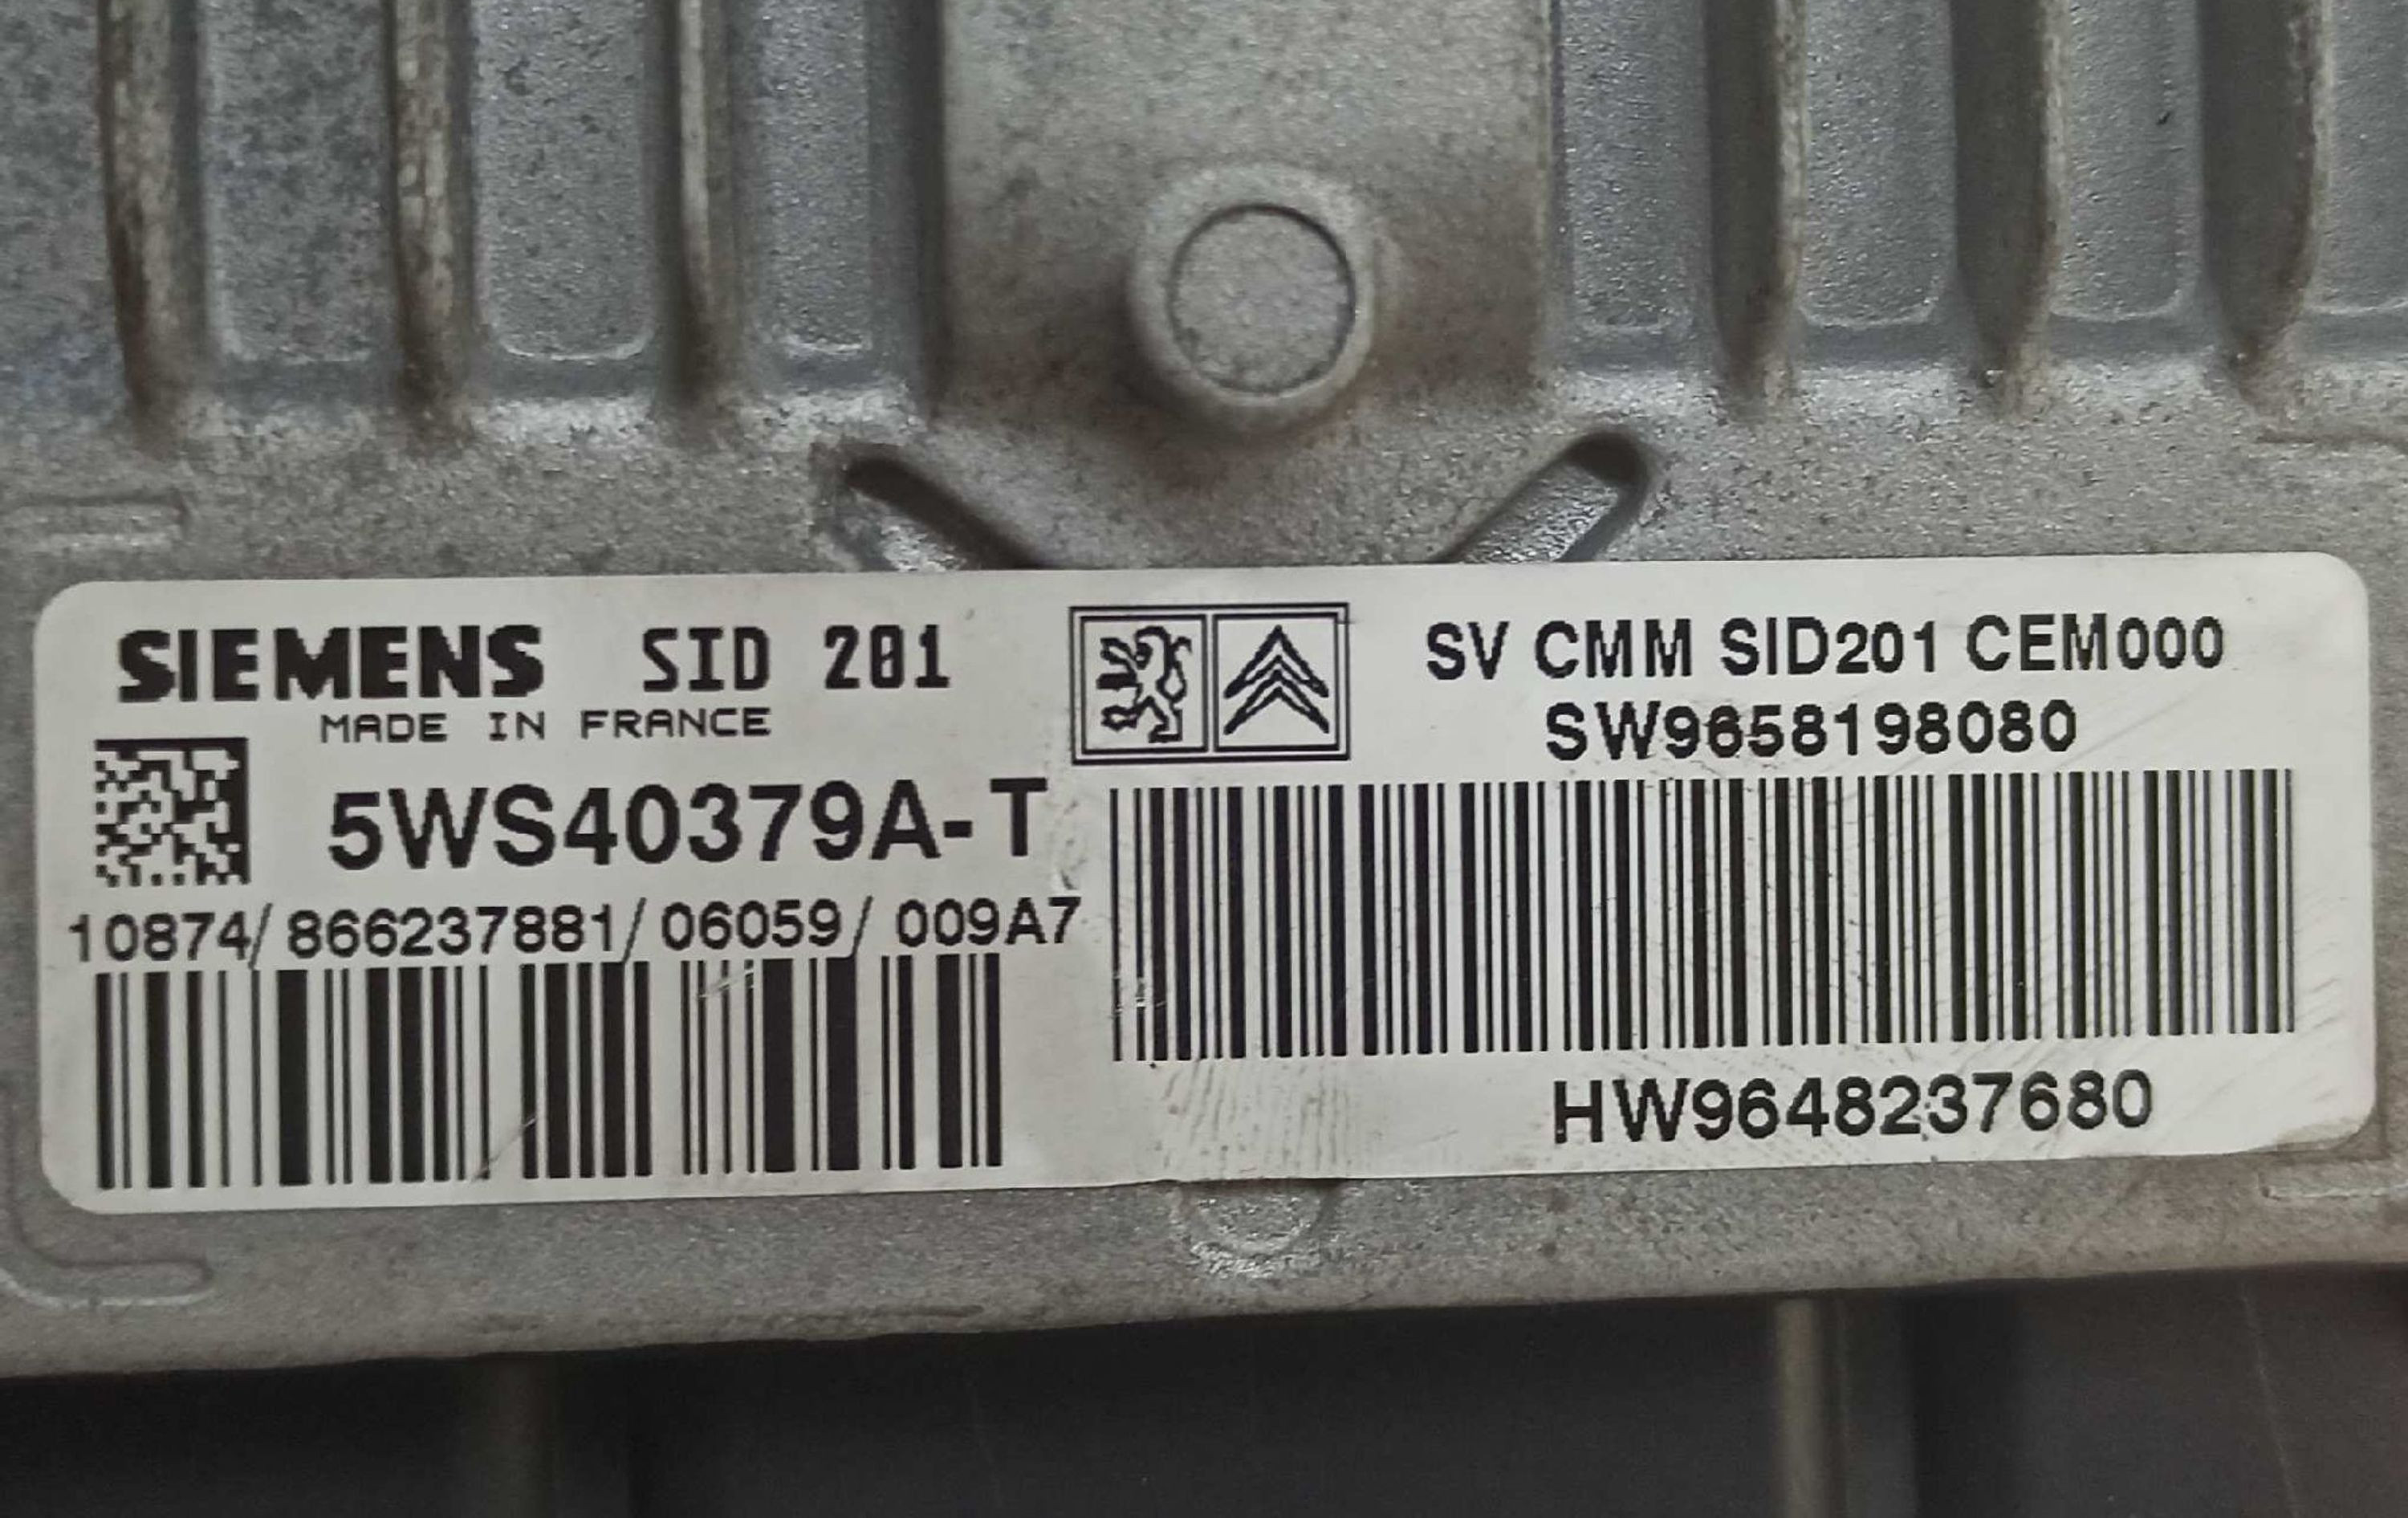 SIEMENS SID 201
MADE IN FRANCE
5WS40379A-T
10874/866237881/06059/009A7
SV CMM SID201 CEM000
SW9658198080
HW9648237680